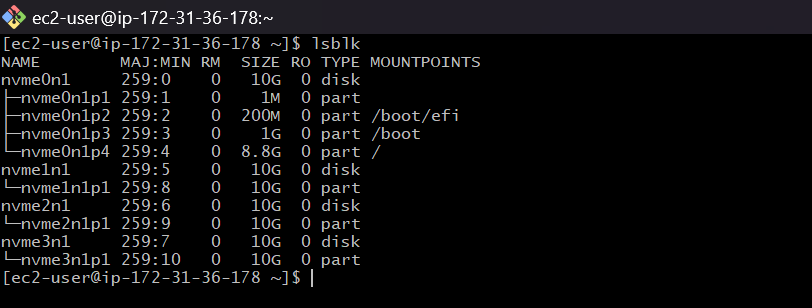 ec2-user@ip-172-31-36-178:~
[ec2-user@ip-172-31-36-178 ~]$ lsblk
NAME        MAJ:MIN RM  SIZE RO TYPE MOUNTPOINTS
nvme0n1     259:0    0   10G  0 disk
├─nvme0n1p1 259:1    0    1M  0 part
├─nvme0n1p2 259:2    0  200M  0 part /boot/efi
├─nvme0n1p3 259:3    0    1G  0 part /boot
└─nvme0n1p4 259:4    0  8.8G  0 part /
nvme1n1     259:5    0   10G  0 disk
└─nvme1n1p1 259:8    0   10G  0 part
nvme2n1     259:6    0   10G  0 disk
└─nvme2n1p1 259:9    0   10G  0 part
nvme3n1     259:7    0   10G  0 disk
└─nvme3n1p1 259:10   0   10G  0 part
[ec2-user@ip-172-31-36-178 ~]$